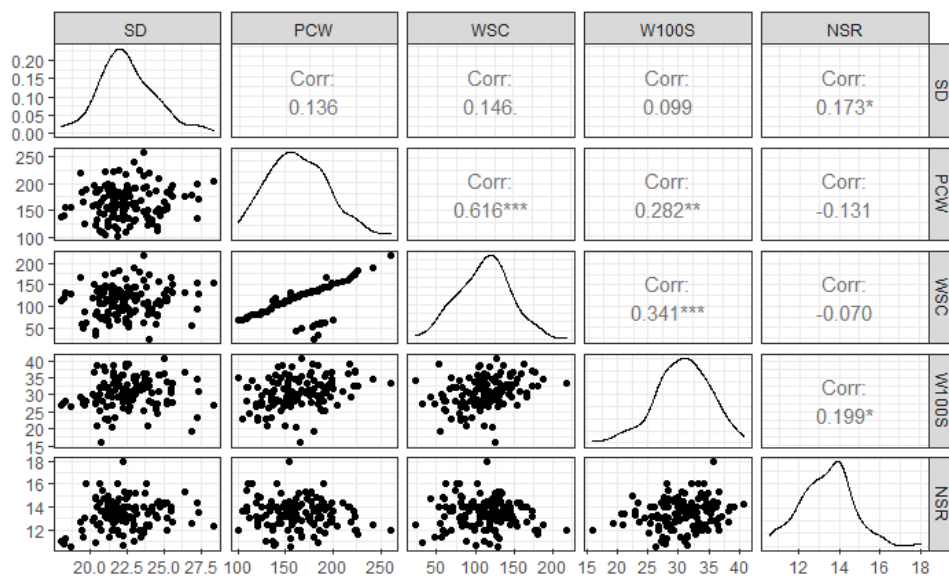 SD PCW WSC W100S NSR
0.20
0.15
0.10
0.05
0.00
Corr:
0.136
Corr:
0.146.
Corr:
0.099
Corr:
0.173*
SD
250
200
150
100
Corr:
0.616***
Corr:
0.282**
Corr:
-0.131
PCW
200
150
100
50
Corr:
0.341***
Corr:
-0.070
WSC
40
35
30
25
20
15
Corr:
0.199*
W100S
18
16
14
12
NSR
20.0 22.5 25.0 27.5 100 150 200 250 50 100 150 200 15 20 25 30 35 40 12 14 16 18